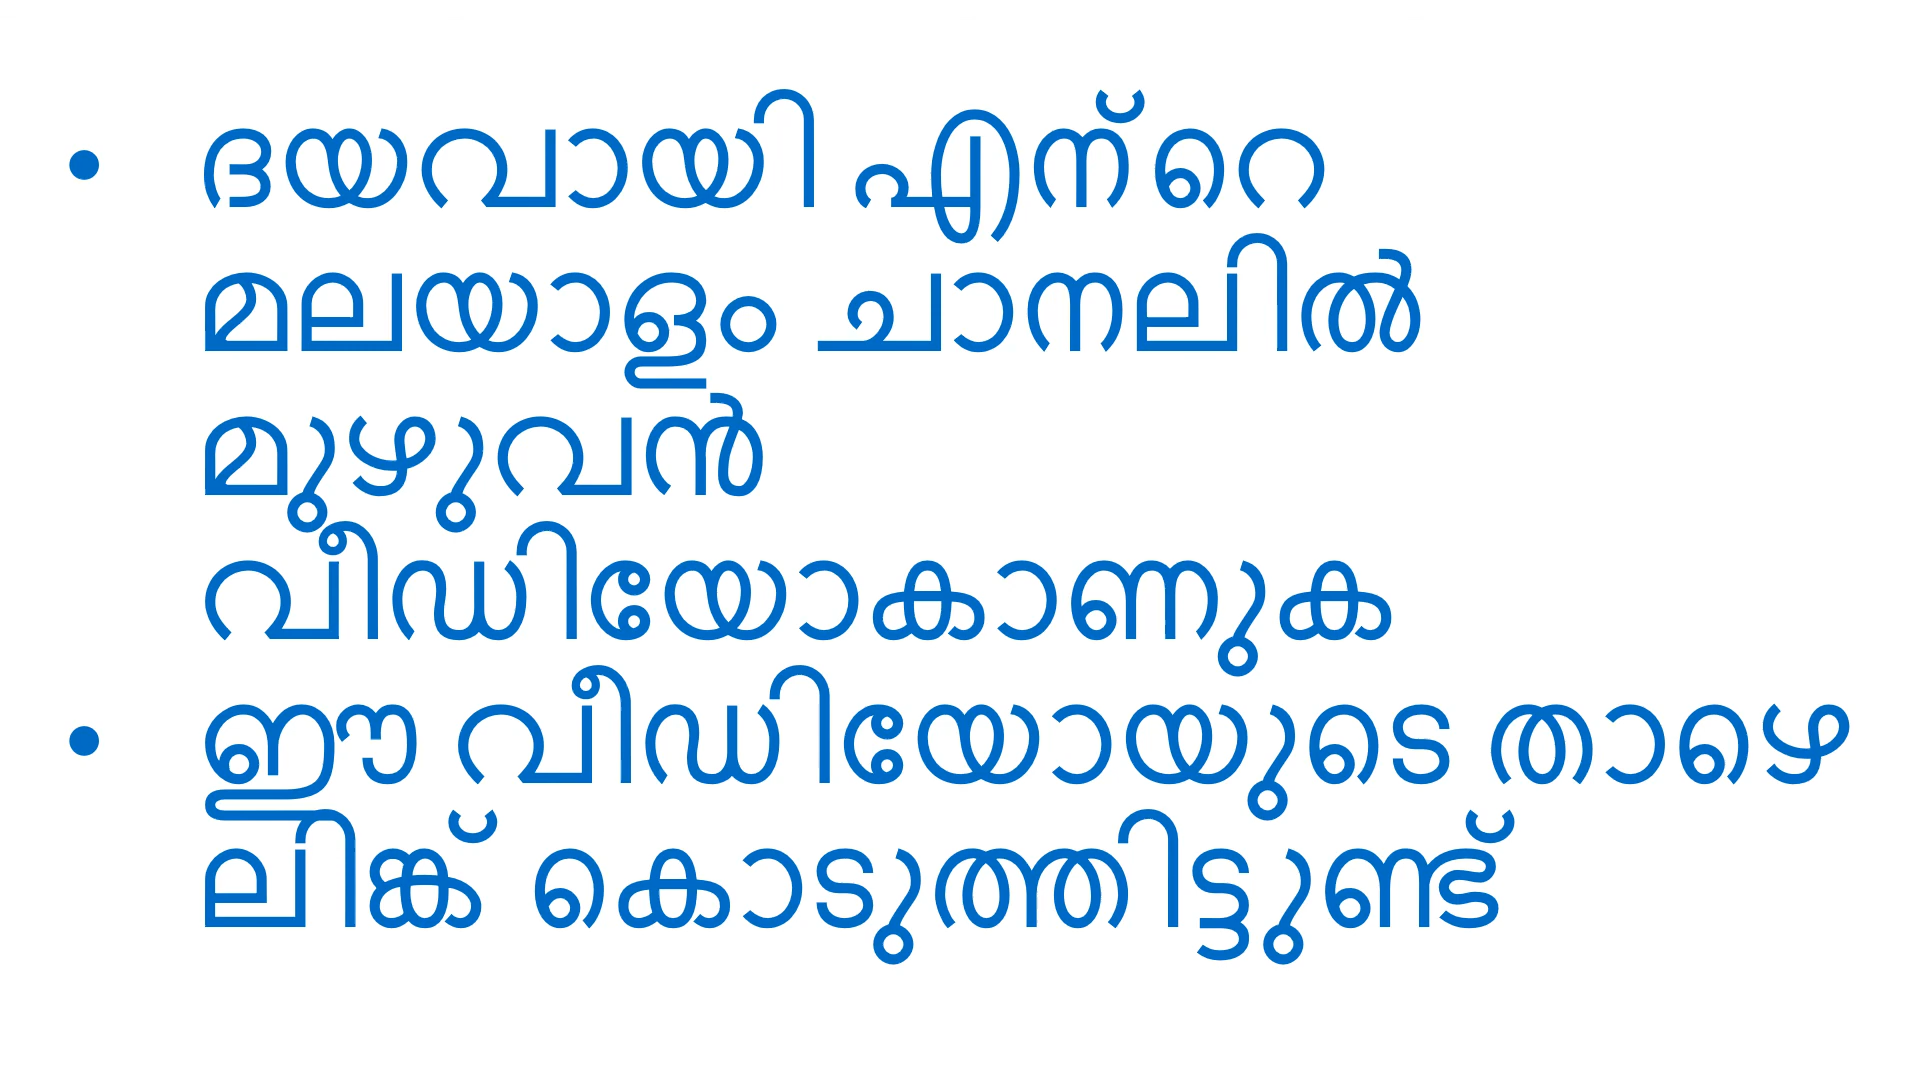 • ദയവായി എന്റെ
മലയാളം ചാനലിൽ
മുഴുവൻ
വീഡിയോകാണുക
• ഈ വീഡിയോയുടെ താഴെ
ലിങ്ക് കൊടുത്തിട്ടുണ്ട്